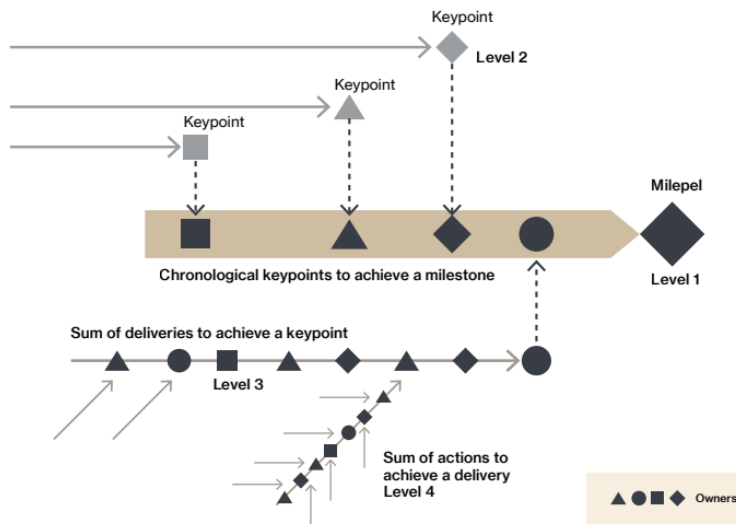 Keypoint
Level 2
Keypoint
Keypoint
Milepel
Chronological keypoints to achieve a milestone
Level 1
Sum of deliveries to achieve a keypoint
Level 3
Sum of actions to
achieve a delivery
Level 4
Owners